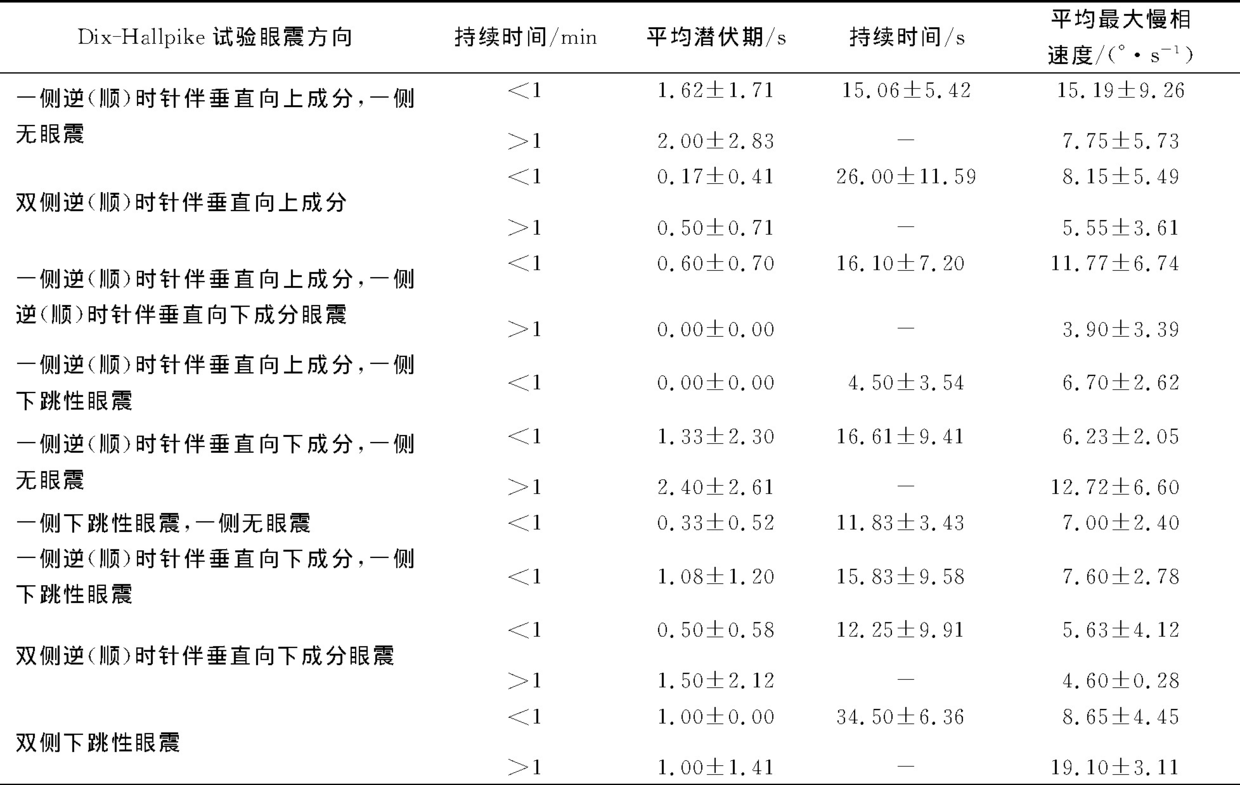 Dix-Hallpike 试验眼震方向 持续时间/min 平均潜伏期/s 持续时间/s 平均最大慢相
速度/(°·s⁻¹)
一侧逆(顺)时针伴垂直向上成分,一侧 <1 1.62±1.71 15.06±5.42 15.19±9.26
无眼震 >1 2.00±2.83 — 7.75±5.73
双侧逆(顺)时针伴垂直向上成分 <1 0.17±0.41 26.00±11.59 8.15±5.49
>1 0.50±0.71 — 5.55±3.61
一侧逆(顺)时针伴垂直向上成分,一侧 <1 0.60±0.70 16.10±7.20 11.77±6.74
逆(顺)时针伴垂直向下成分眼震 >1 0.00±0.00 — 3.90±3.39
一侧逆(顺)时针伴垂直向上成分,一侧
下跳性眼震 <1 0.00±0.00 4.50±3.54 6.70±2.62
一侧逆(顺)时针伴垂直向下成分,一侧 <1 1.33±2.30 16.61±9.41 6.23±2.05
无眼震 >1 2.40±2.61 — 12.72±6.60
一侧下跳性眼震,一侧无眼震 <1 0.33±0.52 11.83±3.43 7.00±2.40
一侧逆(顺)时针伴垂直向下成分,一侧
下跳性眼震 <1 1.08±1.20 15.83±9.58 7.60±2.78
双侧逆(顺)时针伴垂直向下成分眼震 <1 0.50±0.58 12.25±9.91 5.63±4.12
>1 1.50±2.12 — 4.60±0.28
双侧下跳性眼震 <1 1.00±0.00 34.50±6.36 8.65±4.45
>1 1.00±1.41 — 19.10±3.11